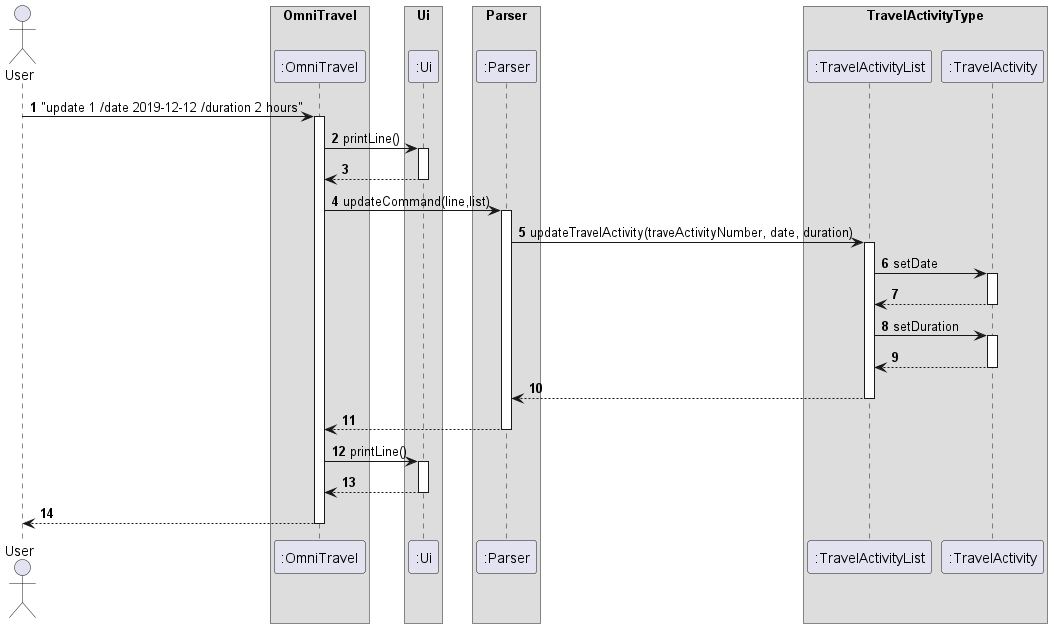 OmniTravel
Ui
Parser
TravelActivityType
User
:OmniTravel
:Ui
:Parser
:TravelActivityList
:TravelActivity
1 "update 1 /date 2019-12-12 /duration 2 hours"
2 printLine()
3
4 updateCommand(line,list)
5 updateTravelActivity(traveActivityNumber, date, duration)
6 setDate
7
8 setDuration
9
10
11
12 printLine()
13
14
User
:OmniTravel
:Ui
:Parser
:TravelActivityList
:TravelActivity